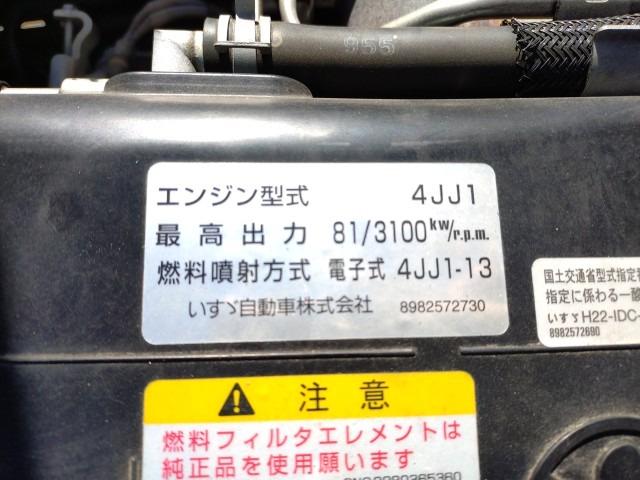 955
エンジン型式 4JJ1
最高出力 81/3100kW/r.p.m.
燃料噴射方式 電子式 4JJ1-13
いすゞ自動車株式会社 8982572730
国土交通省型式指定
指定に係わる一酸
いすゞH22-IDC-
8982572690
注意
燃料フィルタエレメントは
純正品を使用願います